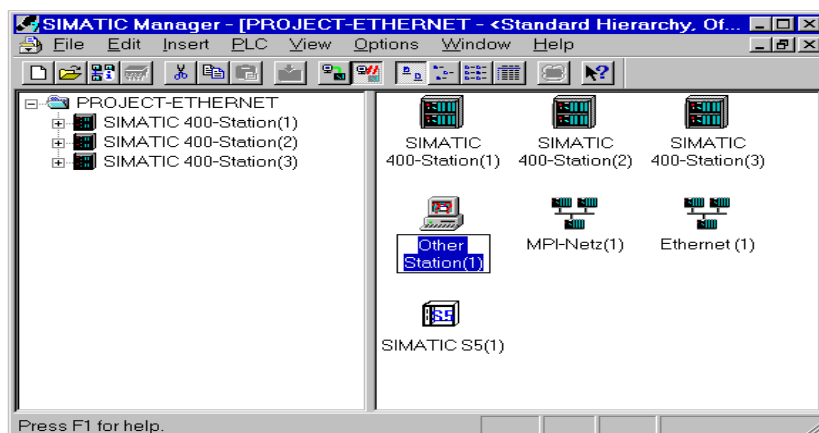 SIMATIC Manager - [PROJECT-ETHERNET - <Standard Hierarchy, Of...
File Edit Insert PLC View Options Window Help
PROJECT-ETHERNET
SIMATIC 400-Station(1)
SIMATIC 400-Station(2)
SIMATIC 400-Station(3)
SIMATIC
400-Station(1)
SIMATIC
400-Station(2)
SIMATIC
400-Station(3)
Other
Station(1)
MPI-Netz(1)
Ethernet (1)
S5
SIMATIC S5(1)
Press F1 for help.